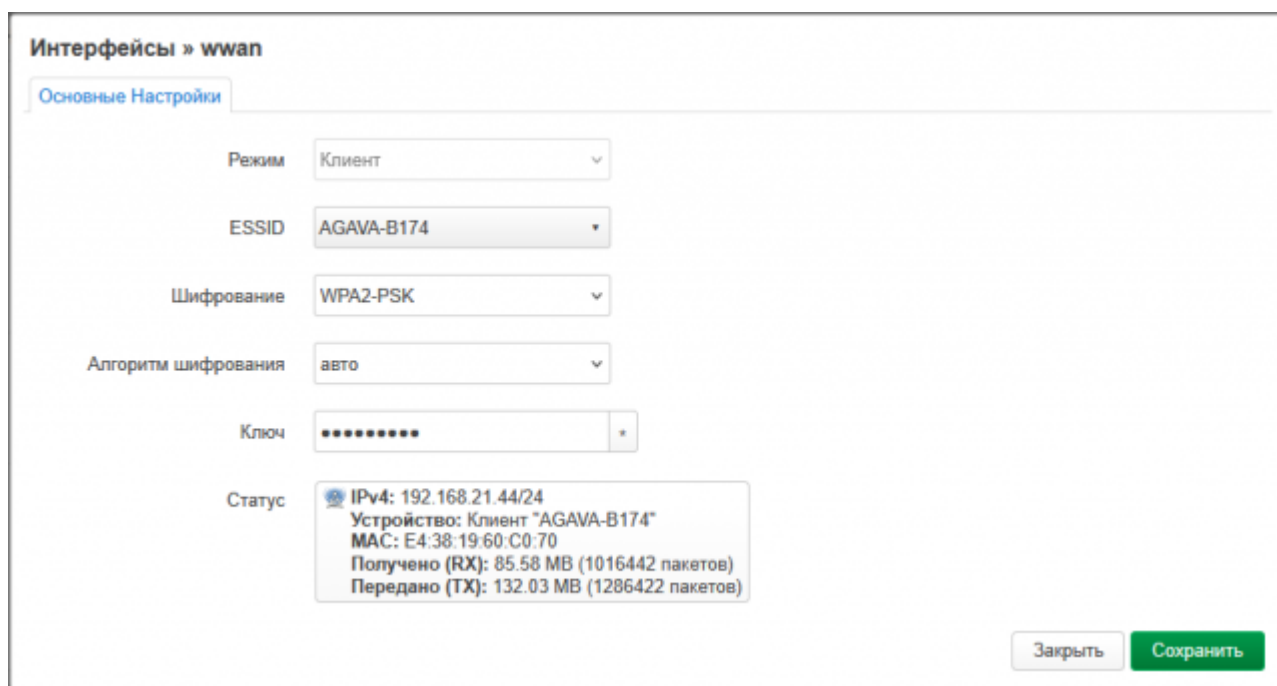 Интерфейсы » wwan
Основные Настройки
Режим Клиент
ESSID AGAVA-B174
Шифрование WPA2-PSK
Алгоритм шифрования авто
Ключ ••••••••• *
Статус IPv4: 192.168.21.44/24
Устройство: Клиент "AGAVA-B174"
MAC: E4:38:19:60:C0:70
Получено (RX): 85.58 MB (1016442 пакетов)
Передано (TX): 132.03 MB (1286422 пакетов)
Закрыть Сохранить